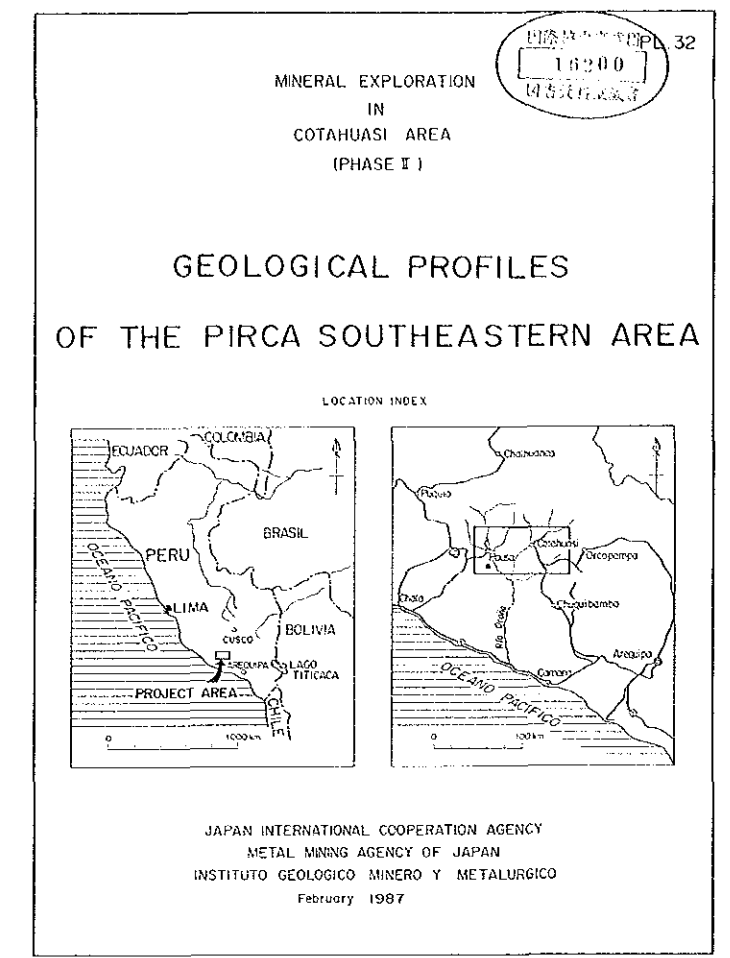 PL. 32
16200
MINERAL EXPLORATION
IN
COTAHUASI AREA
(PHASE II)
GEOLOGICAL PROFILES
OF THE PIRCA SOUTHEASTERN AREA
LOCATION INDEX
COLOMBIA
ECUADOR
BRASIL
PERU
OCEANO PACIFICO
LIMA
CUSCO
BOLIVIA
AREQUIPA
LAGO
TITICACA
PROJECT AREA
CHILE
0 1000km
Chalhuanca
Puquio
Cotahuasi
Pausa
Orcopampa
Chala
Chuquibamba
Río Ocoña
Arequipa
Camaná
OCEANO PACIFICO
0 100km
JAPAN INTERNATIONAL COOPERATION AGENCY
METAL MINING AGENCY OF JAPAN
INSTITUTO GEOLOGICO MINERO Y METALURGICO
February 1987